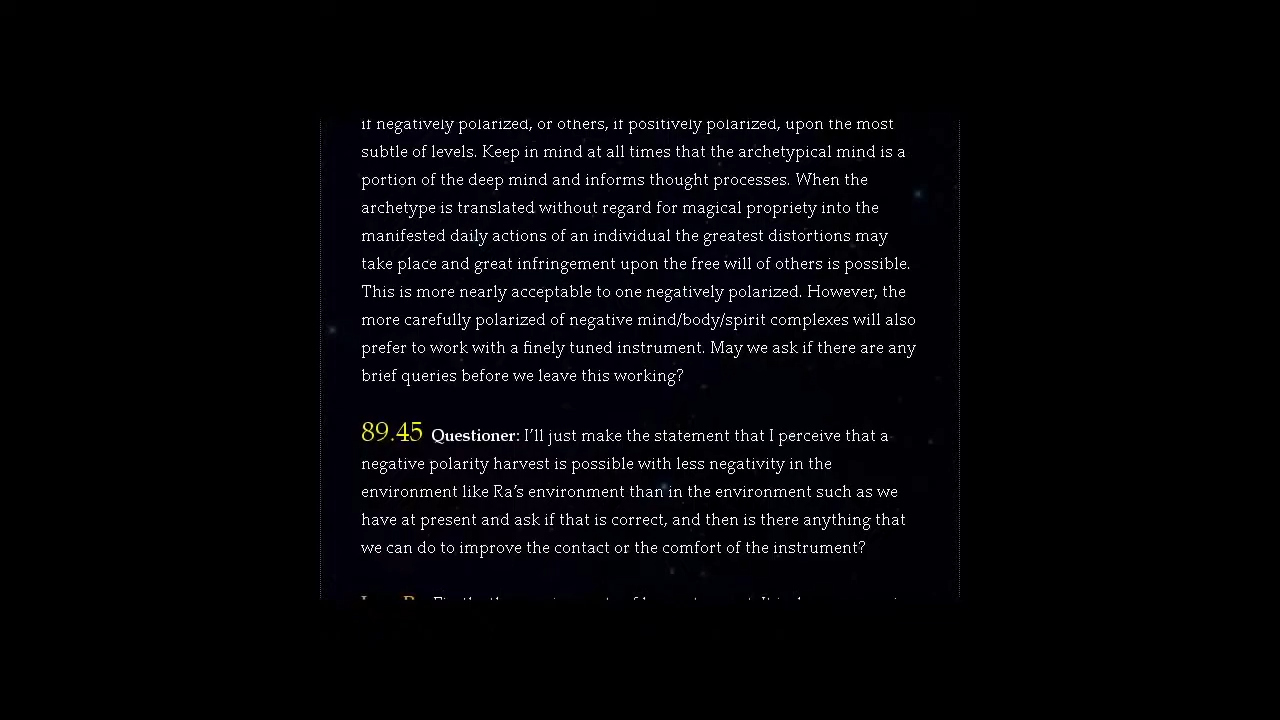 if negatively polarized, or others, if positively polarized, upon the most
subtle of levels. Keep in mind at all times that the archetypical mind is a
portion of the deep mind and informs thought processes. When the
archetype is translated without regard for magical propriety into the
manifested daily actions of an individual the greatest distortions may
take place and great infringement upon the free will of others is possible.
This is more nearly acceptable to one negatively polarized. However, the
more carefully polarized of negative mind/body/spirit complexes will also
prefer to work with a finely tuned instrument. May we ask if there are any
brief queries before we leave this working?
89.45 Questioner: I'll just make the statement that I perceive that a
negative polarity harvest is possible with less negativity in the
environment like Ra's environment than in the environment such as we
have at present and ask if that is correct, and then is there anything that
we can do to improve the contact or the comfort of the instrument?